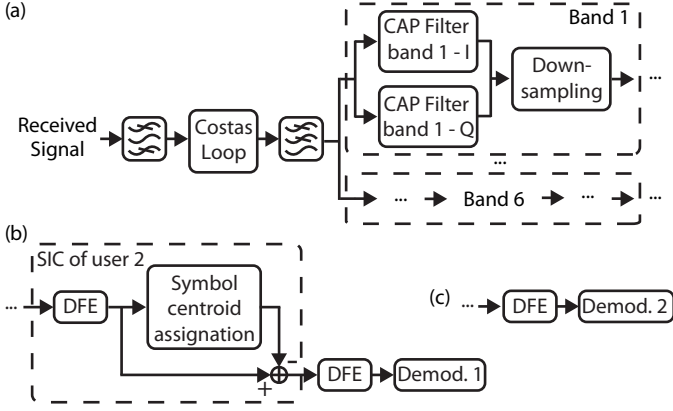 (a)
Band 1
CAP Filter
band 1 - I
CAP Filter
band 1 - Q
Down-
sampling
...
Received
Signal
Costas
Loop
...
...
Band 6
...
...
(b)
SIC of user 2
...
DFE
Symbol
centroid
assignation
-
+
DFE
Demod. 1
(c)
...
DFE
Demod. 2